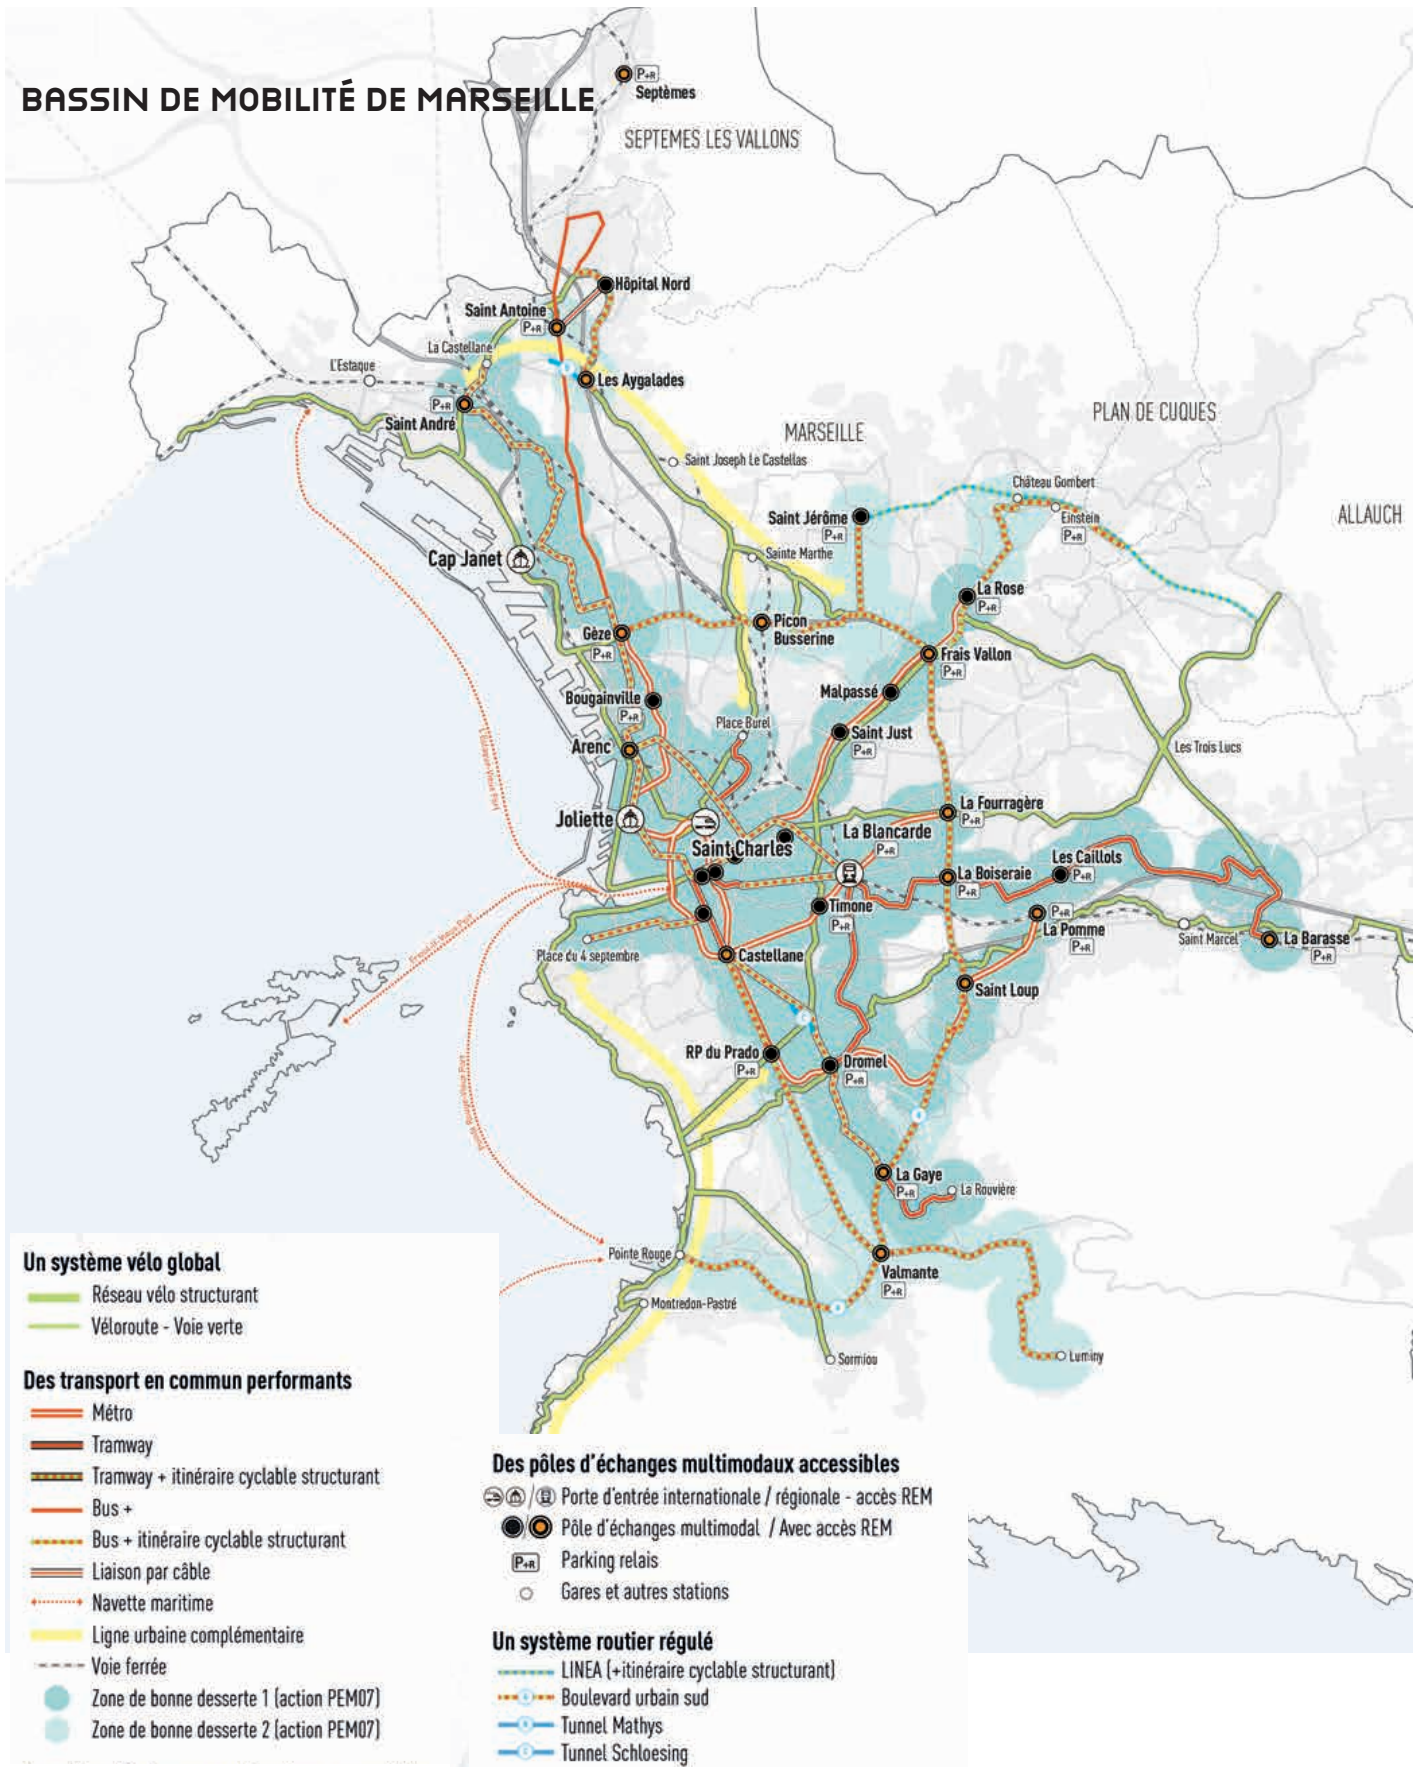 BASSIN DE MOBILITÉ DE MARSEILLE
P+R
Septèmes
SEPTEMES LES VALLONS
Hôpital Nord
Saint Antoine
P+R
La Castellane
L'Estaque
Les Aygalades
P+R
Saint André
PLAN DE CUQUES
MARSEILLE
Saint Joseph Le Castellas
Château Gombert
Saint Jérôme
P+R
Einstein
P+R
ALLAUCH
Cap Janet
Sainte Marthe
La Rose
P+R
Gèze
P+R
Picon
Busserine
Frais Vallon
P+R
Malpassé
Bougainville
P+R
Place Burel
Saint Just
P+R
Arenc
Les Trois Lucs
La Fourragère
P+R
Joliette
La Blancarde
P+R
Saint Charles
Les Caillols
P+R
La Boiseraie
P+R
Timone
P+R
P+R
La Pomme
P+R
Saint Marcel
La Barasse
P+R
Place du 4 septembre
Castellane
Saint Loup
RP du Prado
P+R
Dromel
P+R
La Gaye
P+R
La Rouvière
Pointe Rouge
Valmante
P+R
Montredon-Pastré
Sormiou
Luminy
Un système vélo global
Réseau vélo structurant
Véloroute - Voie verte
Des transport en commun performants
Métro
Tramway
Tramway + itinéraire cyclable structurant
Bus +
Bus + itinéraire cyclable structurant
Liaison par câble
Navette maritime
Ligne urbaine complémentaire
Voie ferrée
Zone de bonne desserte 1 (action PEM07)
Zone de bonne desserte 2 (action PEM07)
Des pôles d'échanges multimodaux accessibles
Porte d'entrée internationale / régionale - accès REM
Pôle d'échanges multimodal / Avec accès REM
P+R Parking relais
Gares et autres stations
Un système routier régulé
LINEA (+itinéraire cyclable structurant)
Boulevard urbain sud
Tunnel Mathys
Tunnel Schloesing